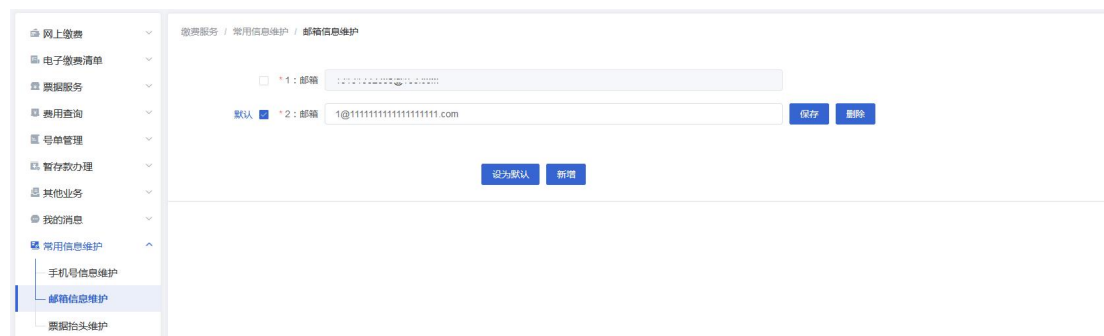 网上缴费
电子缴费清单
票据服务
费用查询
号单管理
暂存款办理
其他业务
我的消息
常用信息维护
手机号信息维护
邮箱信息维护
票据抬头维护
缴费服务 / 常用信息维护 / 邮箱信息维护
* 1：邮箱
默认 * 2：邮箱 1@1111111111111111111.com 保存 删除
设为默认 新增